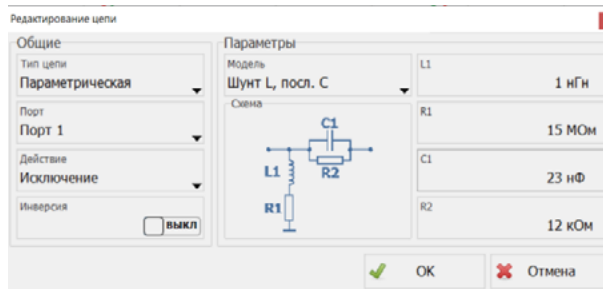 Редактирование цепи
Общие
Тип цепи
Параметрическая
Порт
Порт 1
Действие
Исключение
Инверсия
выкл
Параметры
Модель
Шунт L, посл. C
Схема
C1
L1
R2
R1
L1
1 нГн
R1
15 МОм
C1
23 нФ
R2
12 кОм
OK
Отмена